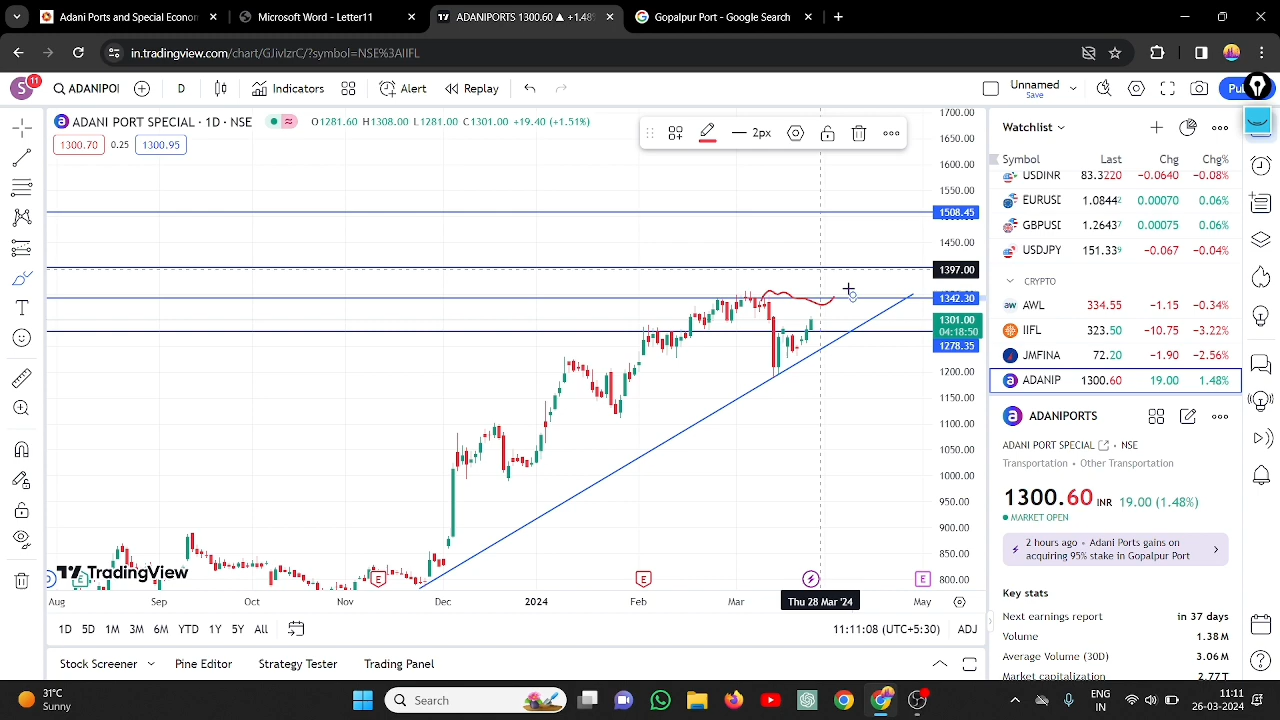 Adani Ports and Special Econor
Microsoft Word - Letter11
ADANIPORTS 1300.60 ▲ +1.48%
Gopalpur Port - Google Search
in.tradingview.com/chart/GJivIzrC/?symbol=NSE%3AIIFL
S 11 ADANIPOI D Indicators Alert Replay Unnamed Save Pul
ADANI PORT SPECIAL · 1D · NSE O1281.60 H1308.00 L1281.00 C1301.00 +19.40 (+1.51%)
1300.70 0.25 1300.95
2px
1700.00
1650.00
1600.00
1550.00
1508.45
1450.00
1397.00
1342.30
1301.00
04:18:50
1278.35
1200.00
1150.00
1100.00
1050.00
1000.00
950.00
900.00
850.00
800.00
TradingView
E E E E
Aug Sep Oct Nov Dec 2024 Feb Mar Thu 28 Mar '24 May
1D 5D 1M 3M 6M YTD 1Y 5Y All 11:11:08 (UTC+5:30) ADJ
Stock Screener Pine Editor Strategy Tester Trading Panel
Watchlist
Symbol Last Chg Chg%
USDINR 83.3220 −0.0640 −0.08%
EURUSD 1.08442 0.00070 0.06%
GBPUSD 1.26437 0.00075 0.06%
USDJPY 151.339 −0.067 −0.04%
CRYPTO
AWL 334.55 −1.15 −0.34%
IIFL 323.50 −10.75 −3.22%
JMFINA 72.20 −1.90 −2.56%
ADANIP 1300.60 19.00 1.48%
ADANIPORTS
ADANI PORT SPECIAL · NSE
Transportation · Other Transportation
1300.60 INR 19.00 (1.48%)
MARKET OPEN
2 hours ago · Adani Ports gains on
acquiring 95% stake in Gopalpur Port
Key stats
Next earnings report in 37 days
Volume 1.38 M
Average Volume (30D) 3.06 M
Market capitalization 2.77T
31°C
Sunny
Search
ENG
IN
11:11
26-03-2024